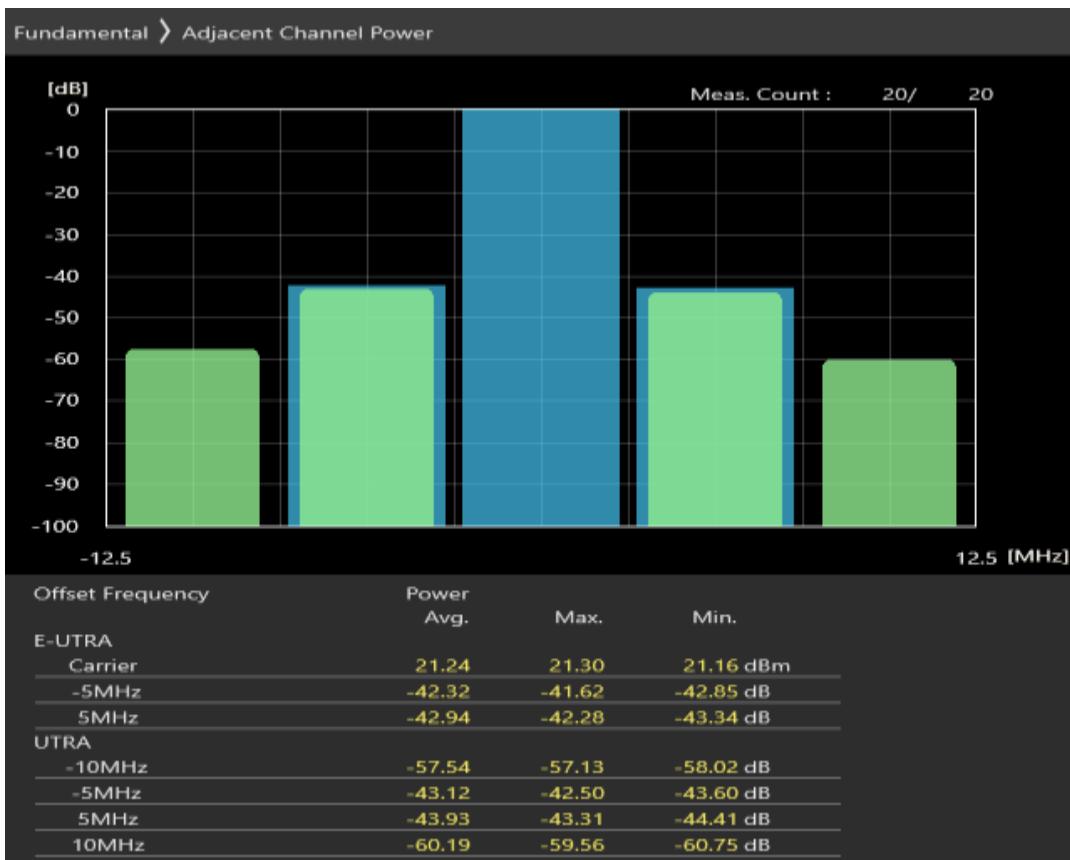 Fundamental 〉 Adjacent Channel Power
[dB]
Meas. Count : 20/ 20
0
-10
-20
-30
-40
-50
-60
-70
-80
-90
-100
-12.5 12.5 [MHz]
Offset Frequency Power
Avg. Max. Min.
E-UTRA
Carrier 21.24 21.30 21.16 dBm
-5MHz -42.32 -41.62 -42.85 dB
5MHz -42.94 -42.28 -43.34 dB
UTRA
-10MHz -57.54 -57.13 -58.02 dB
-5MHz -43.12 -42.50 -43.60 dB
5MHz -43.93 -43.31 -44.41 dB
10MHz -60.19 -59.56 -60.75 dB